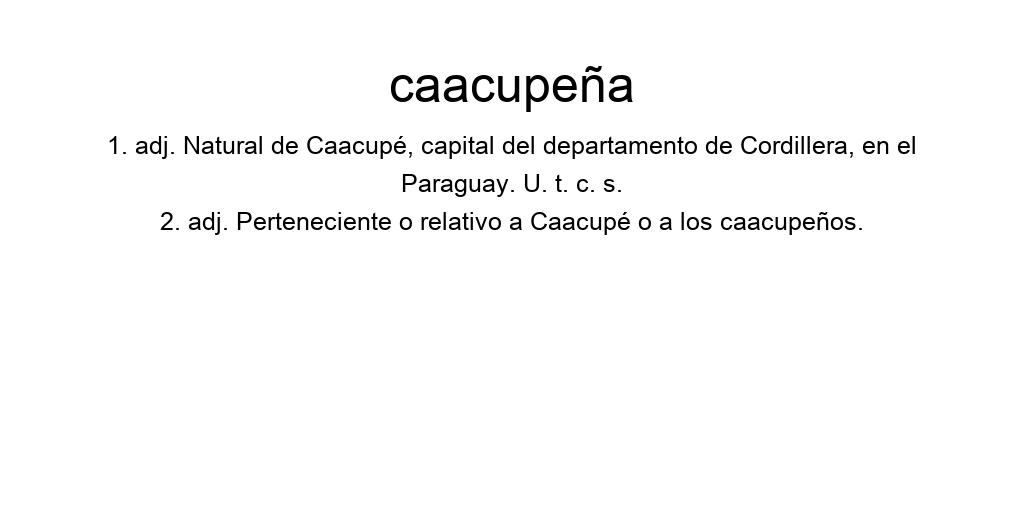 caacupeña
1. adj. Natural de Caacupé, capital del departamento de Cordillera, en el
Paraguay. U. t. c. s.
2. adj. Perteneciente o relativo a Caacupé o a los caacupeños.